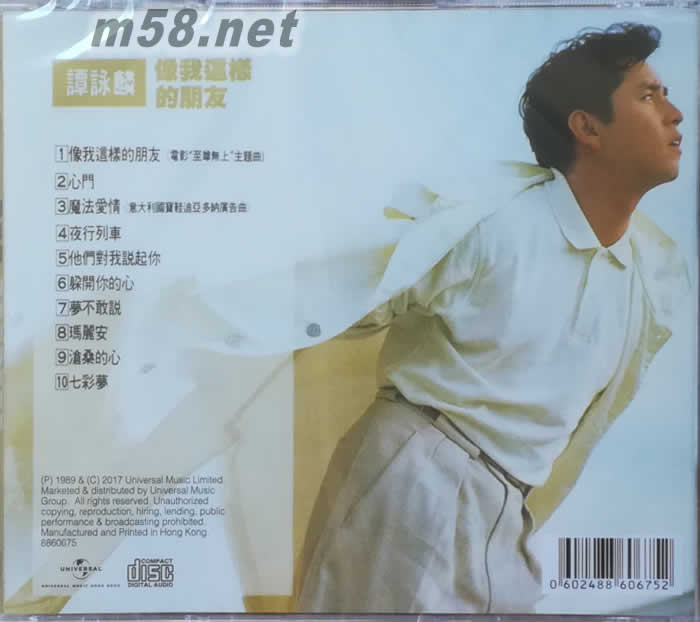 m58.net
譚詠麟
像我這樣
的朋友
1 像我這樣的朋友 (電影"至尊無上"主題曲)
2 心門
3 魔法愛情 (意大利國寶鞋迪亞多納廣告曲)
4 夜行列車
5 他們對我説起你
6 躲開你的心
7 夢不敢説
8 瑪麗安
9 滄桑的心
10 七彩夢
(P) 1989 & (C) 2017 Universal Music Limited.
Marketed & distributed by Universal Music
Group. All rights reserved. Unauthorized
copying, reproduction, hiring, lending, public
performance & broadcasting prohibited.
Manufactured and Printed in Hong Kong
6860675
UNIVERSAL
UNIVERSAL MUSIC HONG KONG
COMPACT
disc
DIGITAL AUDIO
0 602488 606752